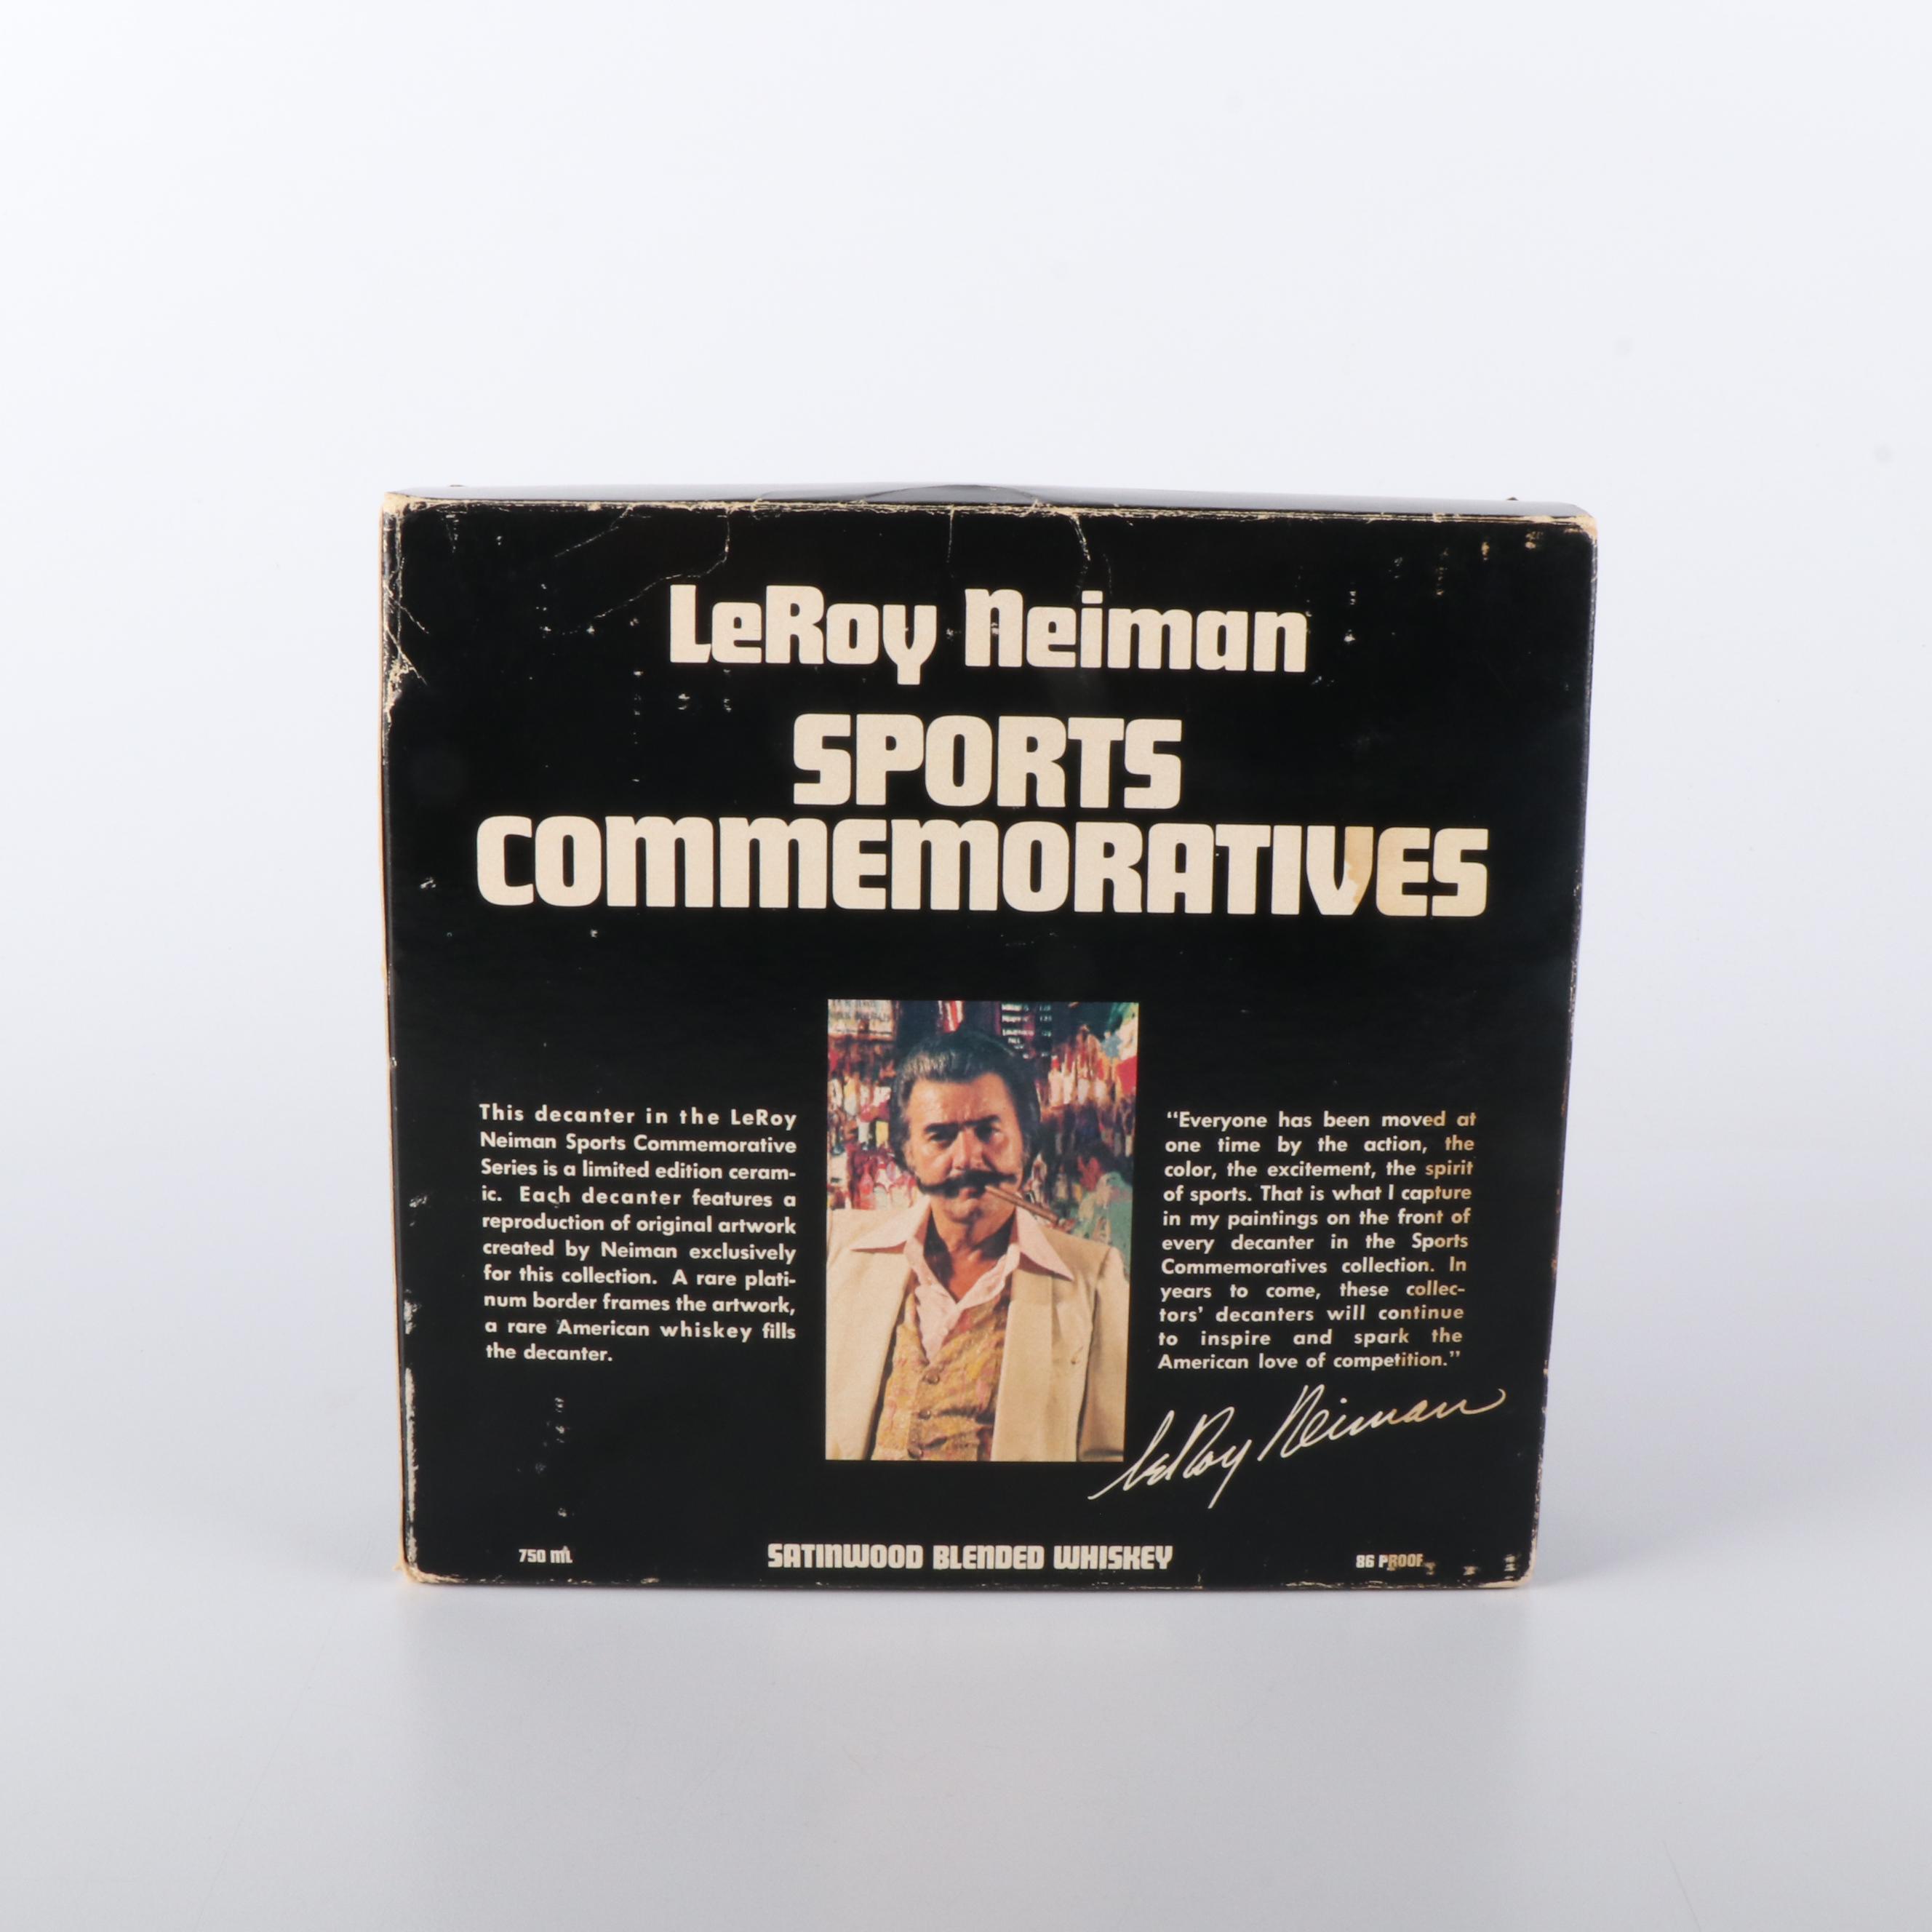 LeRoy Neiman
SPORTS
COMMEMORATIVES
This decanter in the LeRoy
Neiman Sports Commemorative
Series is a limited edition ceram-
ic. Each decanter features a
reproduction of original artwork
created by Neiman exclusively
for this collection. A rare plati-
num border frames the artwork,
a rare American whiskey fills
the decanter.
"Everyone has been moved at
one time by the action, the
color, the excitement, the spirit
of sports. That is what I capture
in my paintings on the front of
every decanter in the Sports
Commemoratives collection. In
years to come, these collec-
tors' decanters will continue
to inspire and spark the
American love of competition."
LeRoy Neiman
750 ml
SATINWOOD BLENDED WHISKEY
86 PROOF